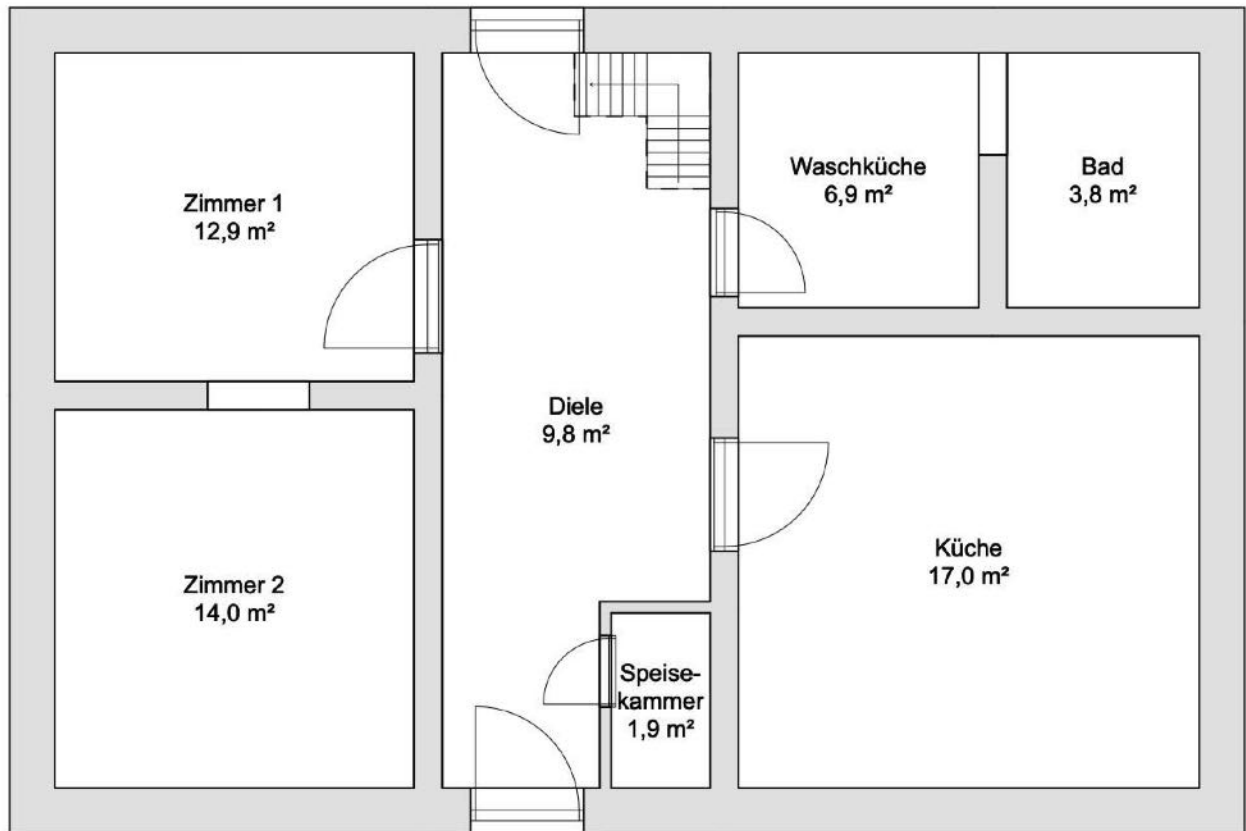 Zimmer 1
12,9 m²
Waschküche
6,9 m²
Bad
3,8 m²
Diele
9,8 m²
Zimmer 2
14,0 m²
Küche
17,0 m²
Speise-
kammer
1,9 m²